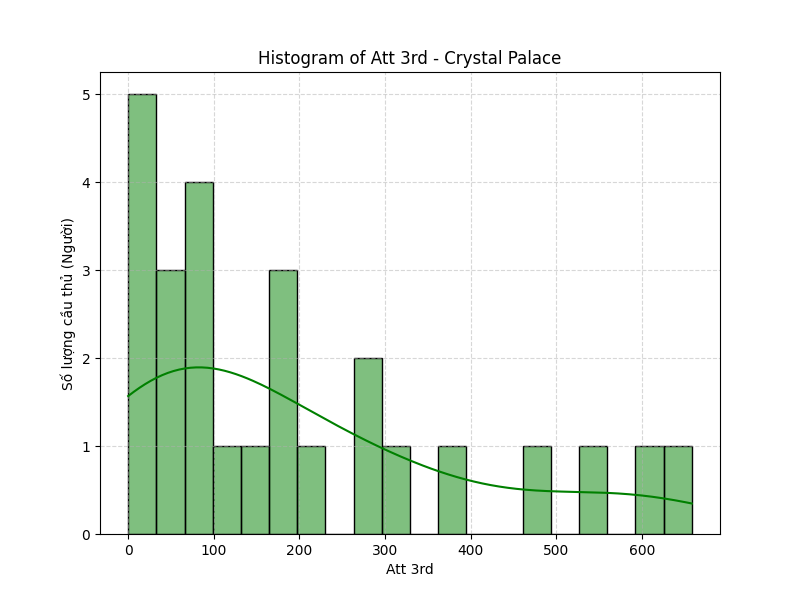 Histogram of Att 3rd - Crystal Palace
Số lượng cầu thủ (Người)
5
4
3
2
1
0
0 100 200 300 400 500 600
Att 3rd